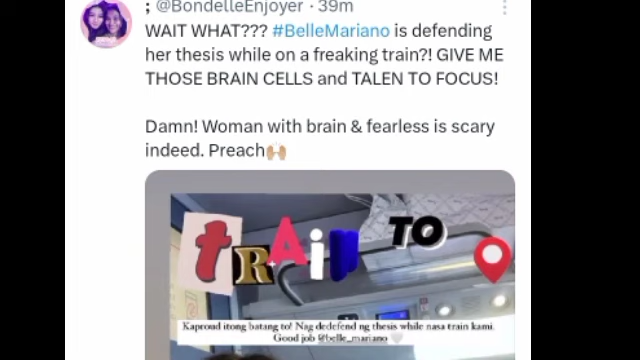 ; @BondelleEnjoyer · 39m
WAIT WHAT??? #BelleMariano is defending
her thesis while on a freaking train?! GIVE ME
THOSE BRAIN CELLS and TALEN TO FOCUS!
Damn! Woman with brain & fearless is scary
indeed. Preach🙌🏼
tRAiN TO
Kaproud itong batang to! Nag dedefend ng thesis while nasa train kami.
Good job @belle_mariano 🤍